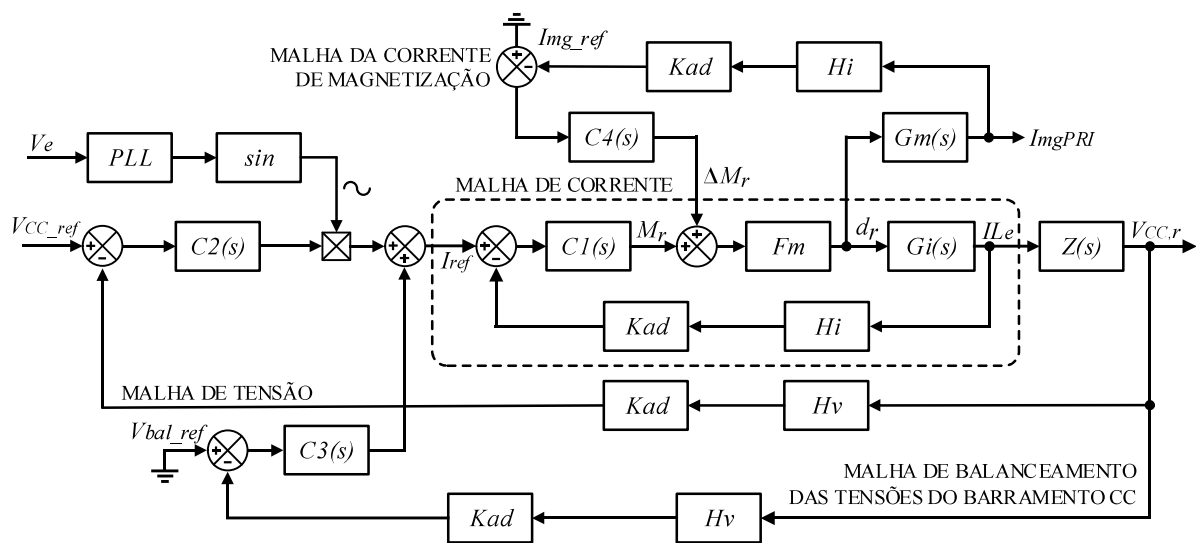 MALHA DA CORRENTE
DE MAGNETIZAÇÃO
Img_ref
Kad
Hi
C4(s)
Gm(s)
ImgPRI
Ve
PLL
sin
MALHA DE CORRENTE
ΔMr
VCC_ref
C2(s)
Iref
C1(s)
Mr
Fm
dr
Gi(s)
ILe
Z(s)
VCC,r
Kad
Hi
MALHA DE TENSÃO
Kad
Hv
Vbal_ref
C3(s)
MALHA DE BALANCEAMENTO
DAS TENSÕES DO BARRAMENTO CC
Kad
Hv